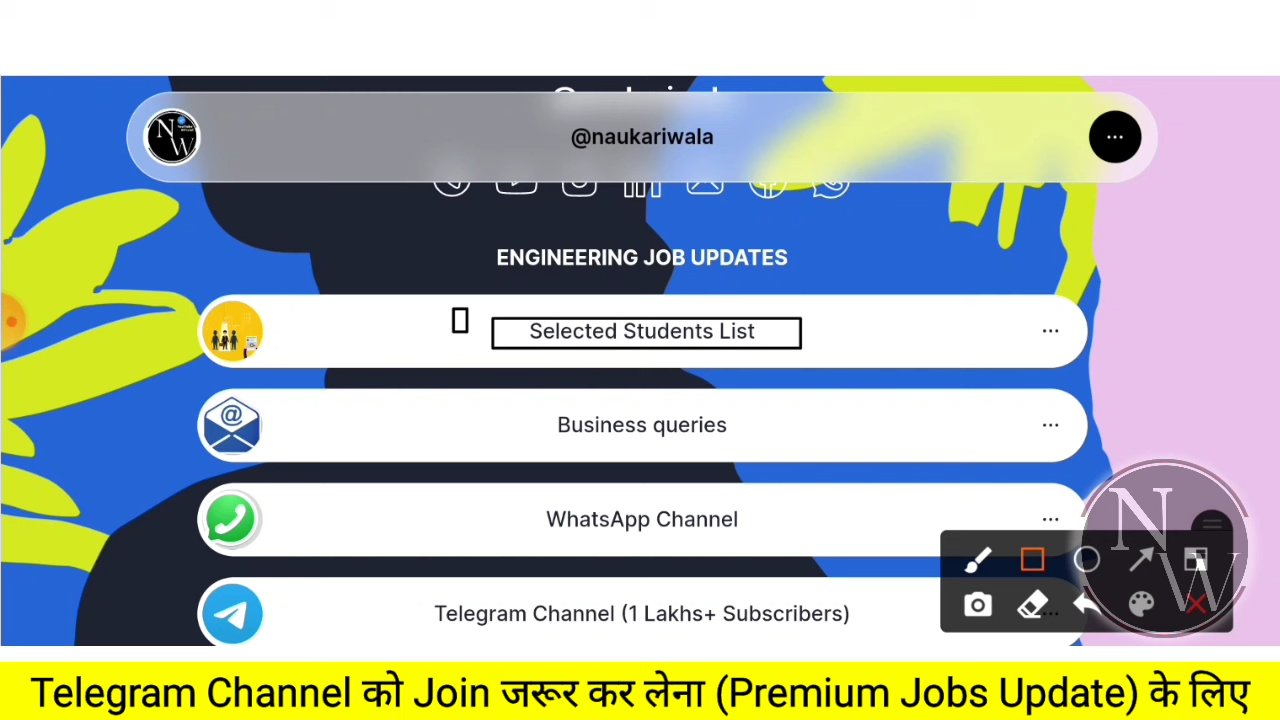 @naukariwala
ENGINEERING JOB UPDATES
Selected Students List
Business queries
WhatsApp Channel
Telegram Channel (1 Lakhs+ Subscribers)
NW
Telegram Channel को Join जरूर कर लेना (Premium Jobs Update) के लिए